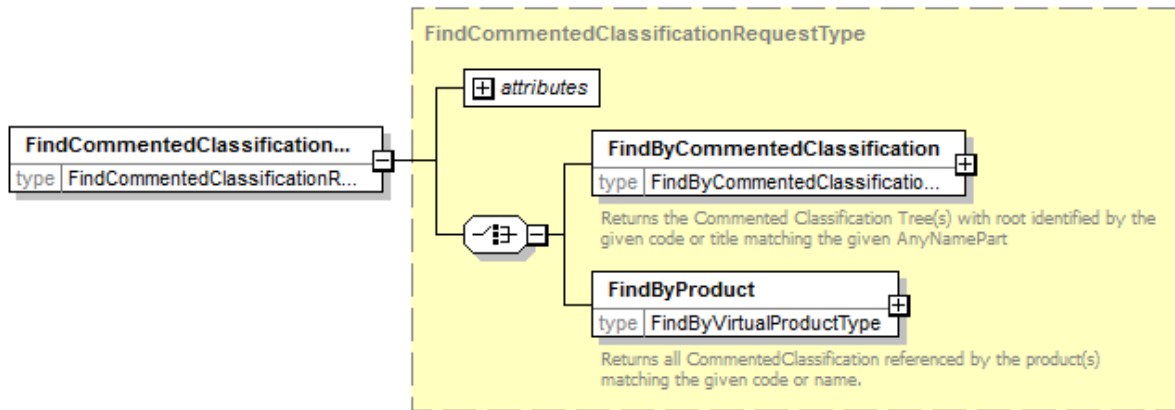 FindCommentedClassificationRequestType
attributes
FindCommentedClassification...
type FindCommentedClassificationR...
FindByCommentedClassification
type FindByCommentedClassificatio...
Returns the Commented Classification Tree(s) with root identified by the
given code or title matching the given AnyNamePart
FindByProduct
type FindByVirtualProductType
Returns all CommentedClassification referenced by the product(s)
matching the given code or name.